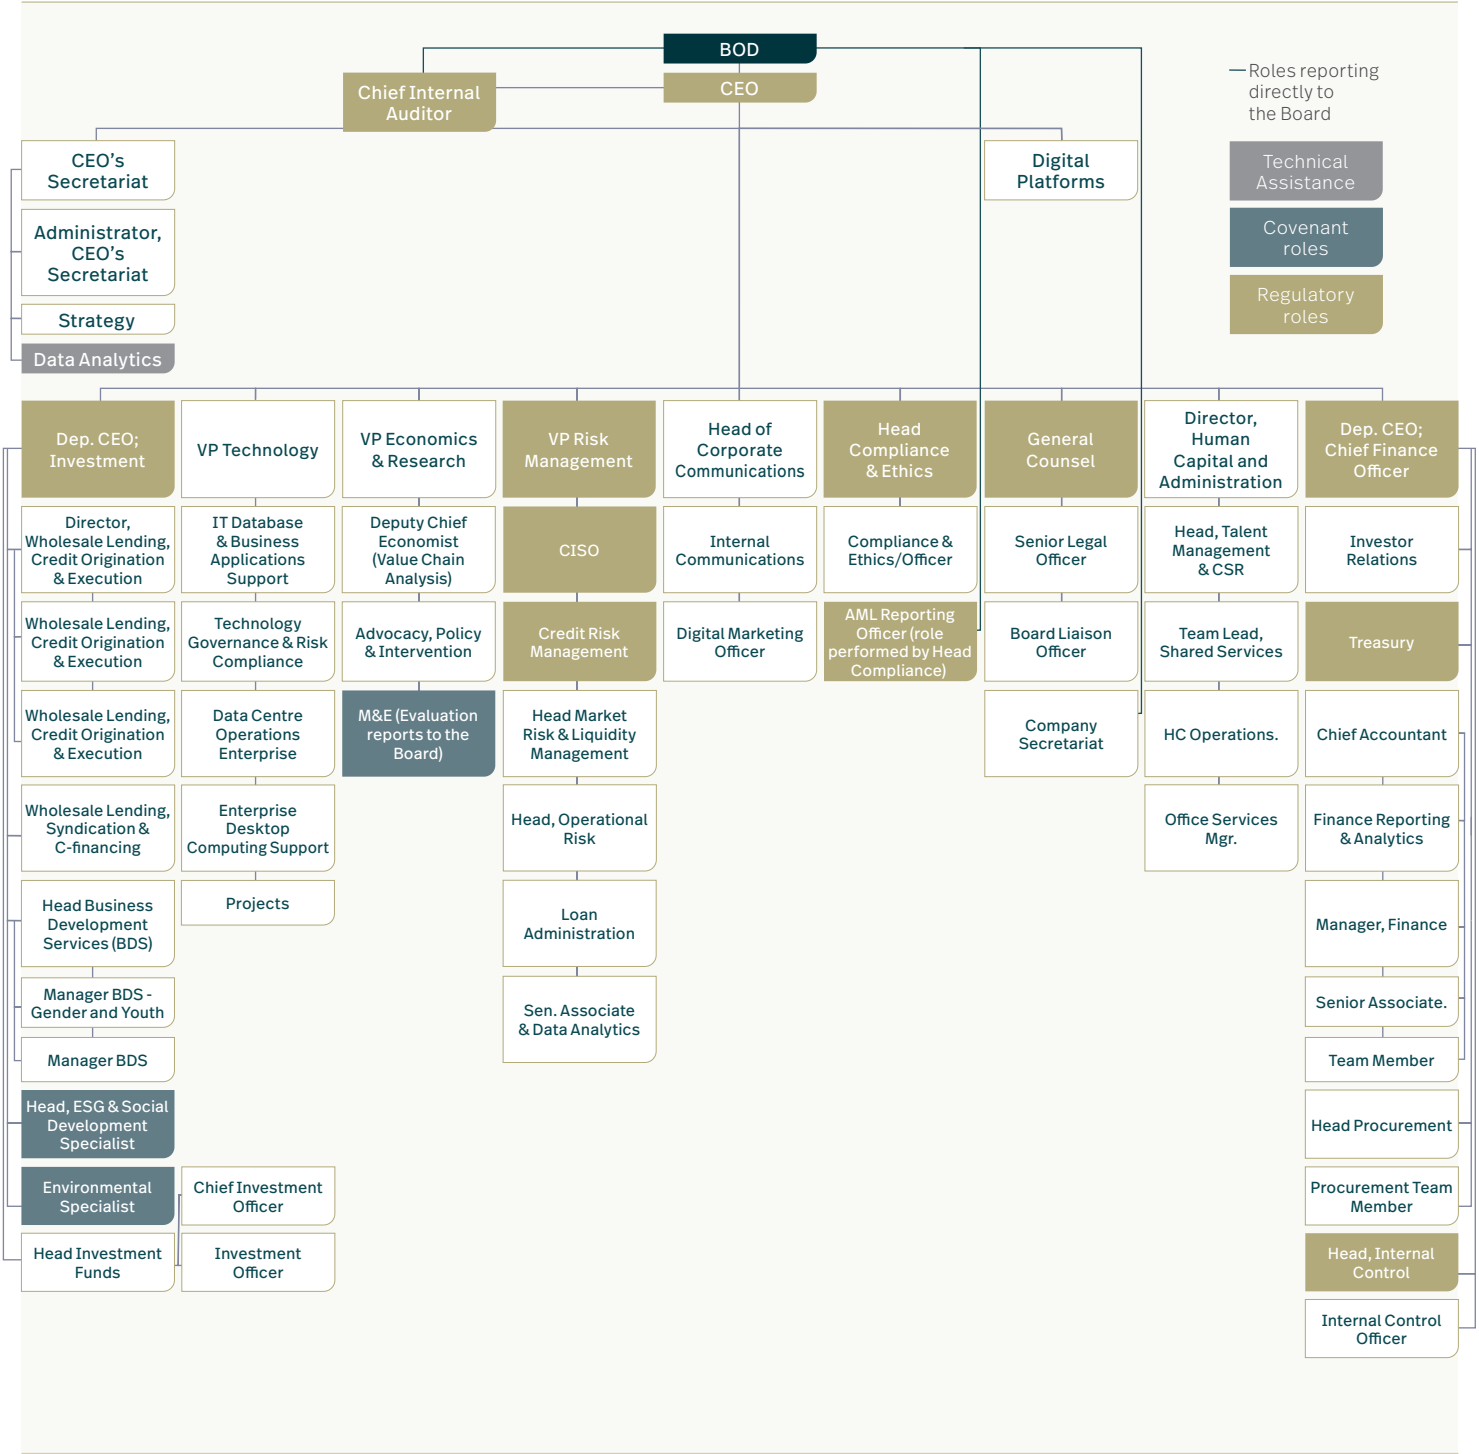 BOD
CEO
Chief Internal
Auditor
Roles reporting
directly to
the Board
Technical
Assistance
Covenant
roles
Regulatory
roles
CEO’s
Secretariat
Digital
Platforms
Administrator,
CEO’s
Secretariat
Strategy
Data Analytics
Dep. CEO;
Investment
VP Technology
VP Economics
& Research
VP Risk
Management
Head of
Corporate
Communications
Head
Compliance
& Ethics
General
Counsel
Director,
Human
Capital and
Administration
Dep. CEO;
Chief Finance
Officer
Director,
Wholesale Lending,
Credit Origination
& Execution
IT Database
& Business
Applications
Support
Deputy Chief
Economist
(Value Chain
Analysis)
CISO
Internal
Communications
Compliance &
Ethics/Officer
Senior Legal
Officer
Head, Talent
Management
& CSR
Investor
Relations
Wholesale Lending,
Credit Origination
& Execution
Technology
Governance & Risk
Compliance
Advocacy, Policy
& Intervention
Credit Risk
Management
Digital Marketing
Officer
AML Reporting
Officer (role
performed by Head
Compliance)
Board Liaison
Officer
Team Lead,
Shared Services
Treasury
Wholesale Lending,
Credit Origination
& Execution
Data Centre
Operations
Enterprise
M&E (Evaluation
reports to the
Board)
Head Market
Risk & Liquidity
Management
Company
Secretariat
HC Operations.
Chief Accountant
Wholesale Lending,
Syndication &
C-financing
Enterprise
Desktop
Computing Support
Head, Operational
Risk
Office Services
Mgr.
Finance Reporting
& Analytics
Head Business
Development
Services (BDS)
Projects
Loan
Administration
Manager, Finance
Manager BDS -
Gender and Youth
Sen. Associate
& Data Analytics
Senior Associate.
Manager BDS
Team Member
Head, ESG & Social
Development
Specialist
Head Procurement
Environmental
Specialist
Chief Investment
Officer
Procurement Team
Member
Head Investment
Funds
Investment
Officer
Head, Internal
Control
Internal Control
Officer